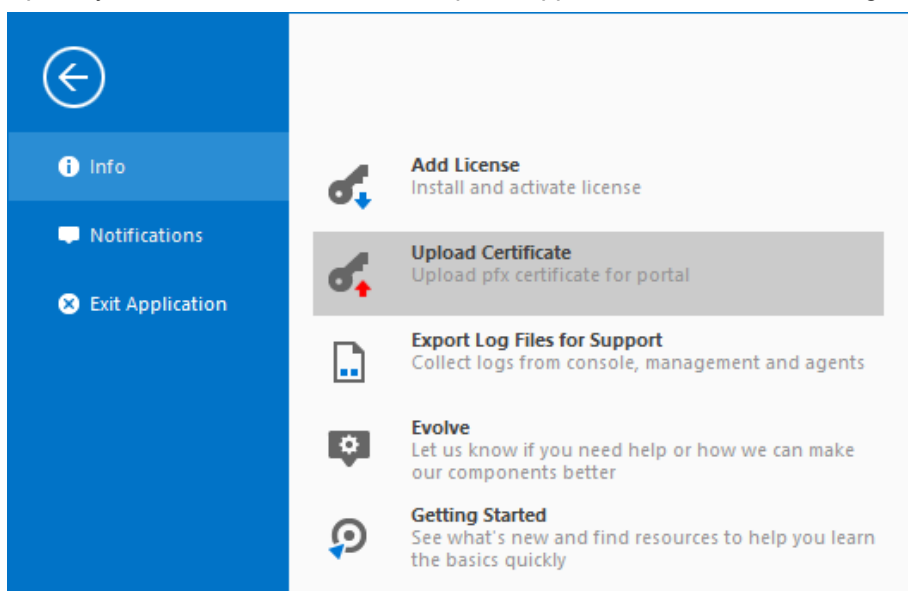 Info
Notifications
Exit Application
Add License
Install and activate license
Upload Certificate
Upload pfx certificate for portal
Export Log Files for Support
Collect logs from console, management and agents
Evolve
Let us know if you need help or how we can make
our components better
Getting Started
See what's new and find resources to help you learn
the basics quickly